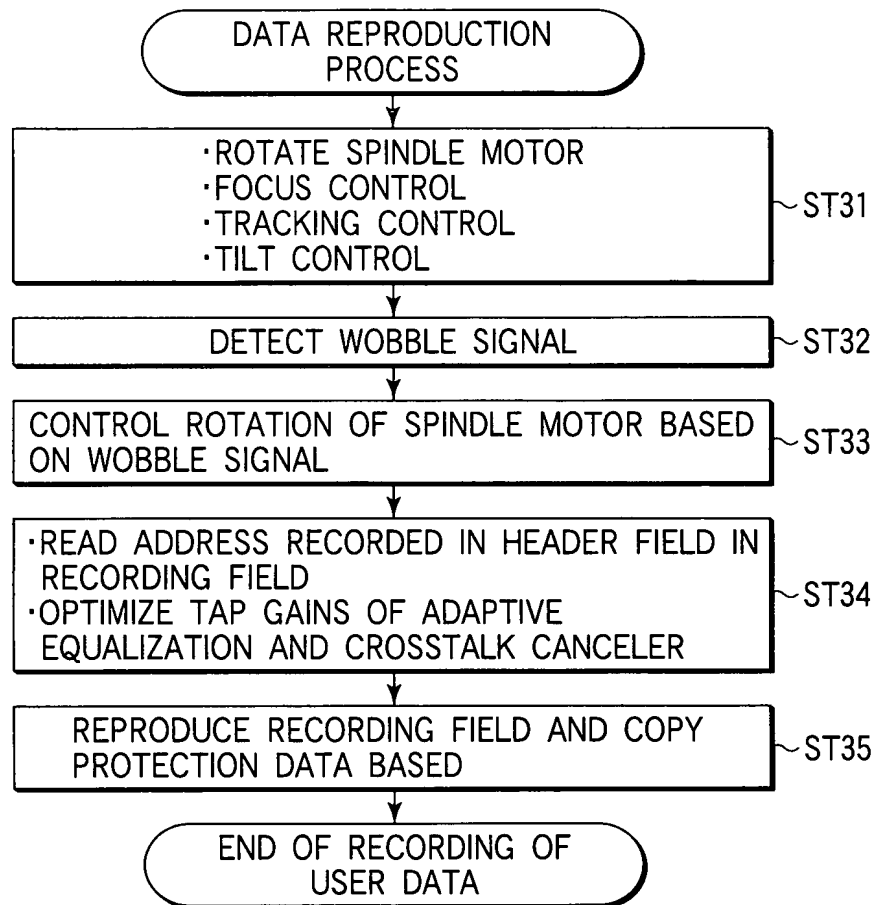 DATA REPRODUCTION
PROCESS
·ROTATE SPINDLE MOTOR
·FOCUS CONTROL
·TRACKING CONTROL
·TILT CONTROL
ST31
DETECT WOBBLE SIGNAL
ST32
CONTROL ROTATION OF SPINDLE MOTOR BASED
ON WOBBLE SIGNAL
ST33
·READ ADDRESS RECORDED IN HEADER FIELD IN
RECORDING FIELD
·OPTIMIZE TAP GAINS OF ADAPTIVE
EQUALIZATION AND CROSSTALK CANCELER
ST34
REPRODUCE RECORDING FIELD AND COPY
PROTECTION DATA BASED
ST35
END OF RECORDING OF
USER DATA